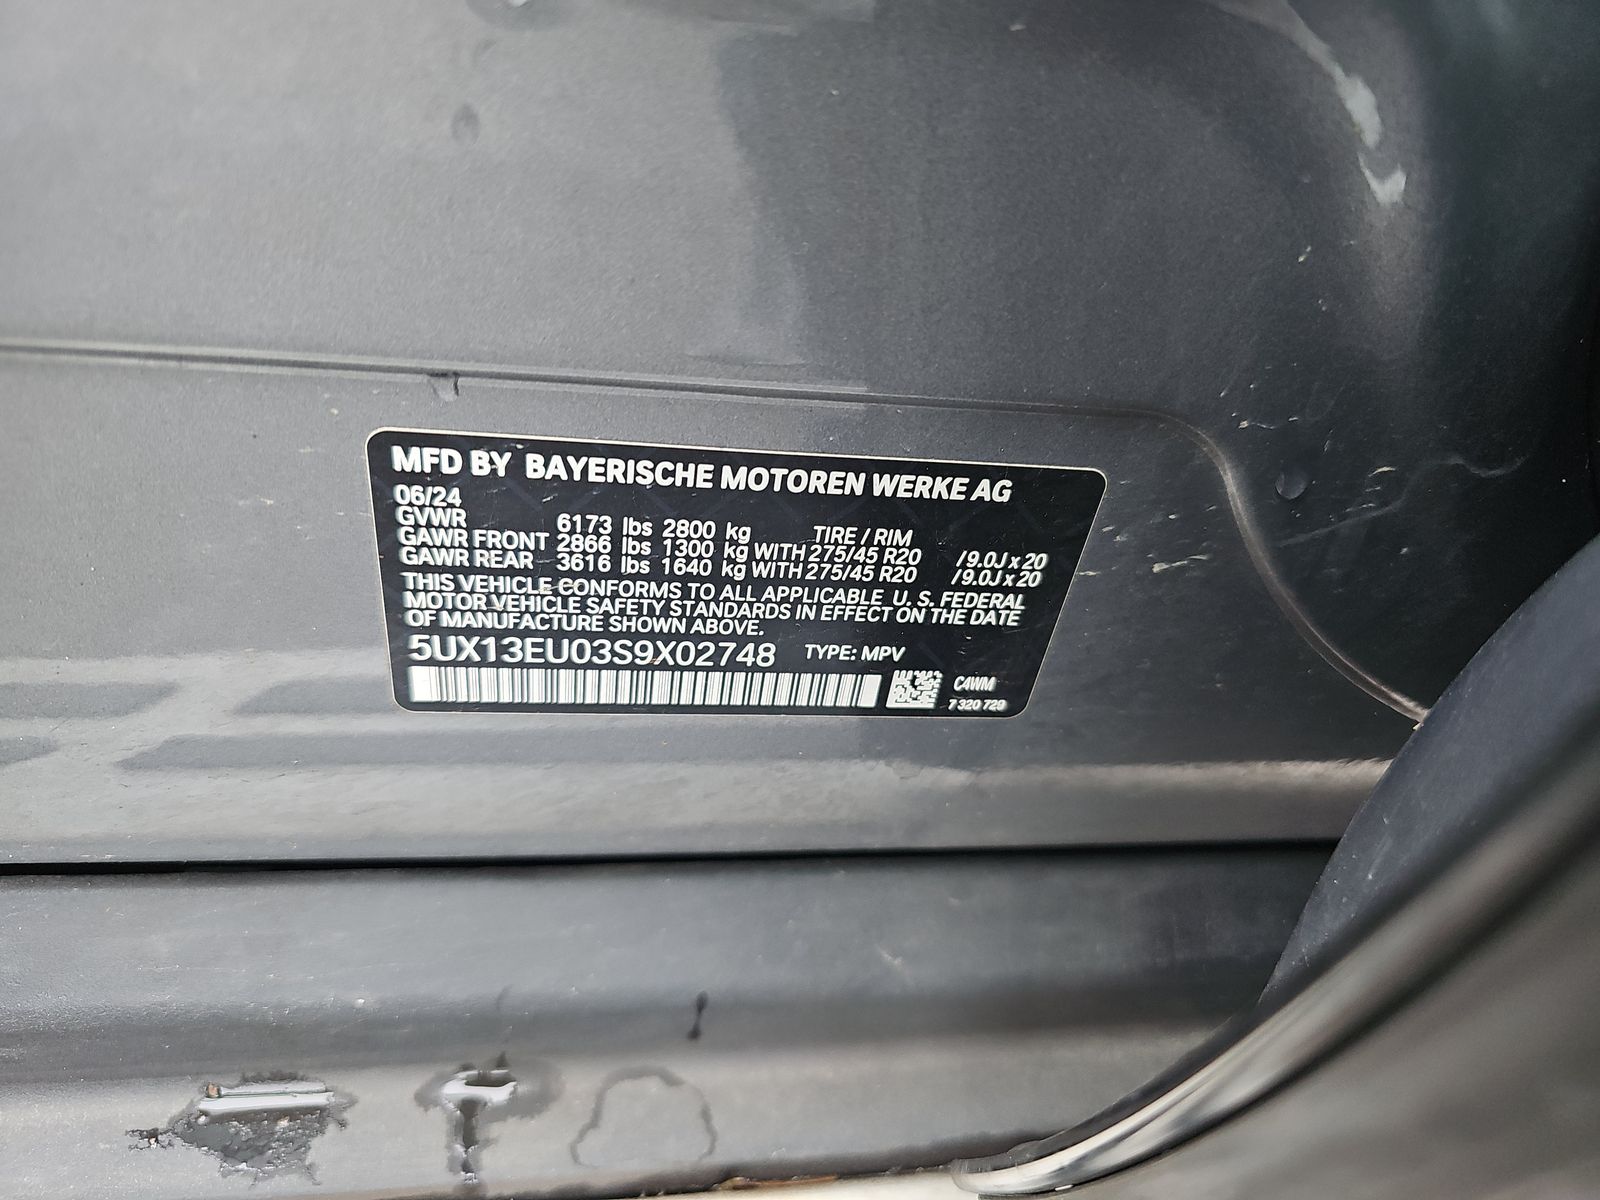 MFD BY BAYERISCHE MOTOREN WERKE AG
06/24
GVWR 6173 lbs 2800 kg TIRE / RIM
GAWR FRONT 2866 lbs 1300 kg WITH 275/45 R20 /9.0J x 20
GAWR REAR 3616 lbs 1640 kg WITH 275/45 R20 /9.0J x 20
THIS VEHICLE CONFORMS TO ALL APPLICABLE U. S. FEDERAL
MOTOR VEHICLE SAFETY STANDARDS IN EFFECT ON THE DATE
OF MANUFACTURE SHOWN ABOVE.
5UX13EU03S9X02748 TYPE: MPV
C4WM
7 320 729